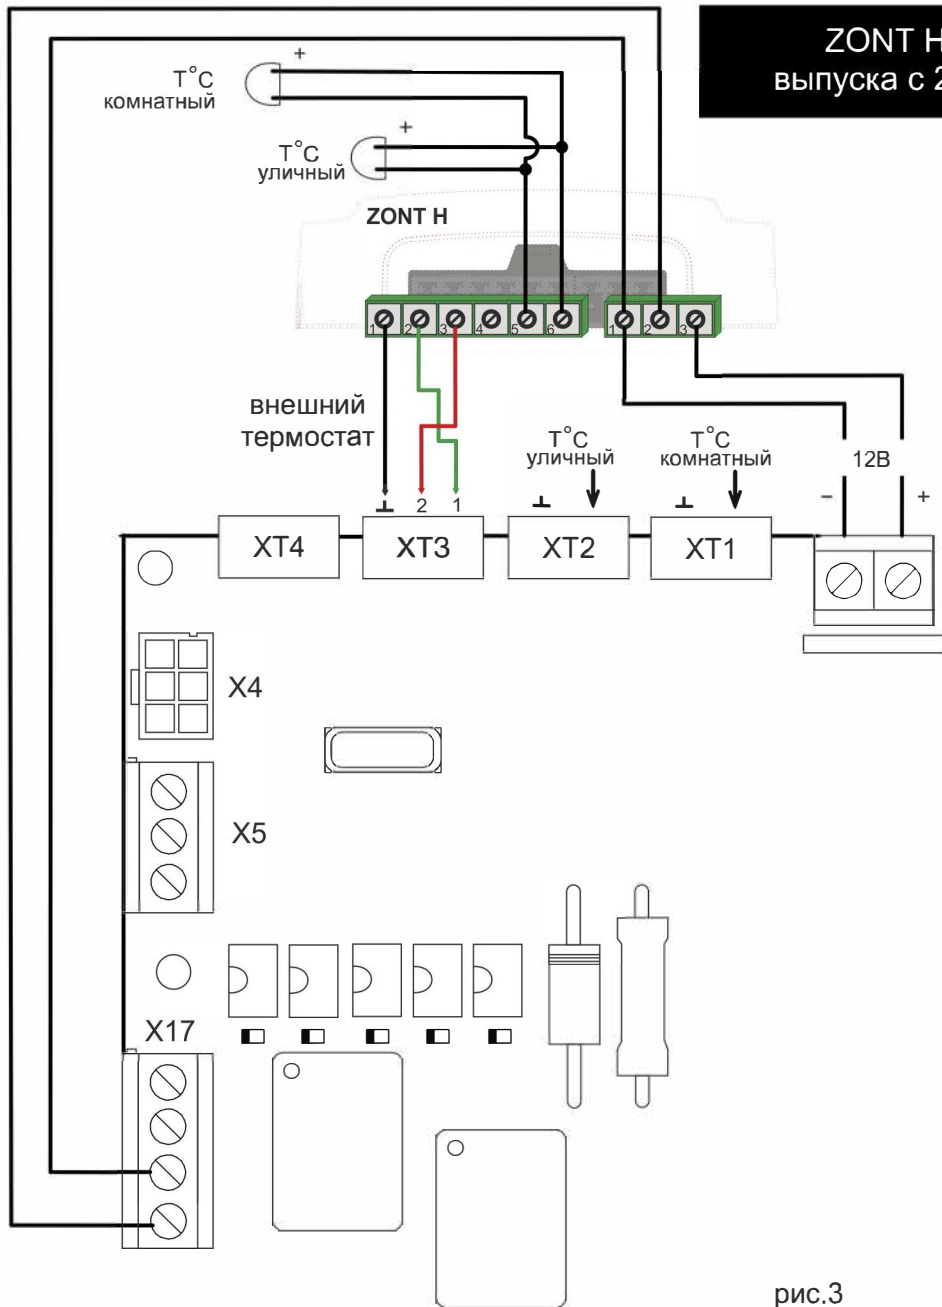 ZONT H
выпуска с 2
+
T°C
комнатный
+
T°C
уличный
ZONT H
1 2 3 4 5 6
1 2 3
внешний
термостат
T°C
уличный
T°C
комнатный
12В
2 1
− +
XT4
XT3
XT2
XT1
X4
X5
X17
рис.3